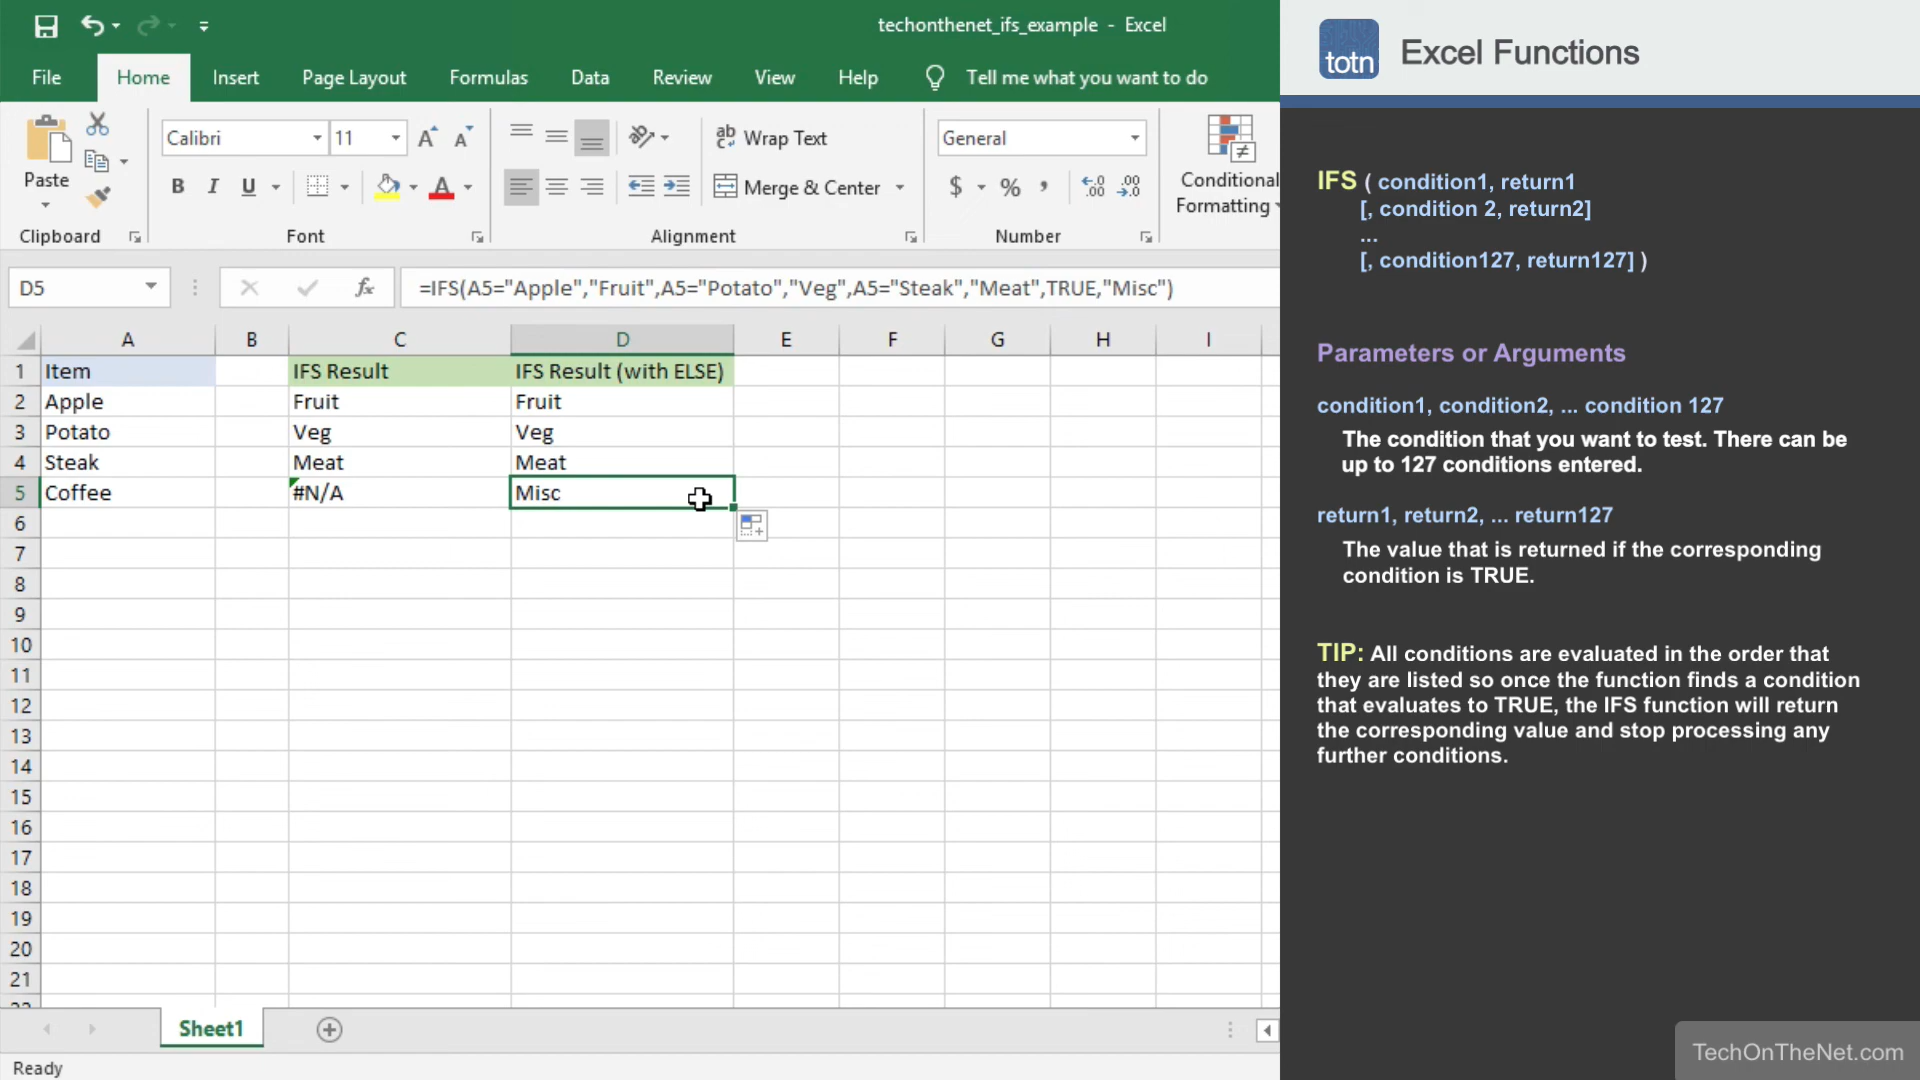 techonthenet_ifs_example - Excel
File Home Insert Page Layout Formulas Data Review View Help Tell me what you want to do
Paste
Clipboard
Calibri 11
B I U A
Font
ab Wrap Text
Merge & Center
Alignment
General
$ % ,
Number
Conditional
Formatting
D5 fx =IFS(A5="Apple","Fruit",A5="Potato","Veg",A5="Steak","Meat",TRUE,"Misc")
A B C D E F G H I
1 Item IFS Result IFS Result (with ELSE)
2 Apple Fruit Fruit
3 Potato Veg Veg
4 Steak Meat Meat
5 Coffee #N/A Misc
6
7
8
9
10
11
12
13
14
15
16
17
18
19
20
21
Sheet1
Ready
totn Excel Functions
IFS ( condition1, return1
[, condition 2, return2]
...
[, condition127, return127] )
Parameters or Arguments
condition1, condition2, ... condition 127
The condition that you want to test. There can be
up to 127 conditions entered.
return1, return2, ... return127
The value that is returned if the corresponding
condition is TRUE.
TIP: All conditions are evaluated in the order that
they are listed so once the function finds a condition
that evaluates to TRUE, the IFS function will return
the corresponding value and stop processing any
further conditions.
TechOnTheNet.com